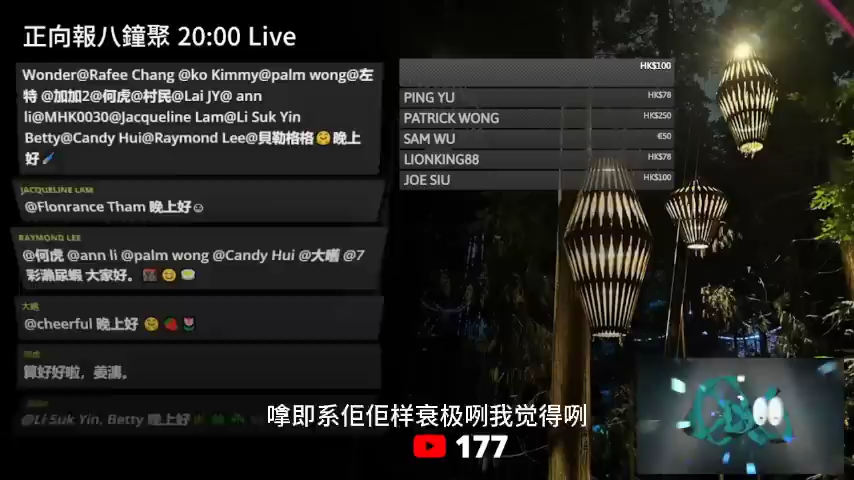 正向報八鐘聚 20:00 Live
Wonder@Rafee Chang @ko Kimmy@palm wong@左
特 @加加2@何虎@村民@Lai JY@ ann
li@MHK0030@Jacqueline Lam@Li Suk Yin
Betty@Candy Hui@Raymond Lee@貝勒格格 晚上
好
JACQUELINE LAM
@Flonrance Tham 晚上好
RAYMOND LEE
@何虎 @ann li @palm wong @Candy Hui @大嘥 @7
彩瀨尿蝦 大家好。
@cheerful 晚上好
算好好啦，姜濤。
@Li Suk Yin, Betty 晚上好
HK$100
PING YU HK$78
PATRICK WONG HK$250
SAM WU €50
LIONKING88 HK$78
JOE SIU HK$100
嗱即系佢佢样衰极咧我觉得咧
177